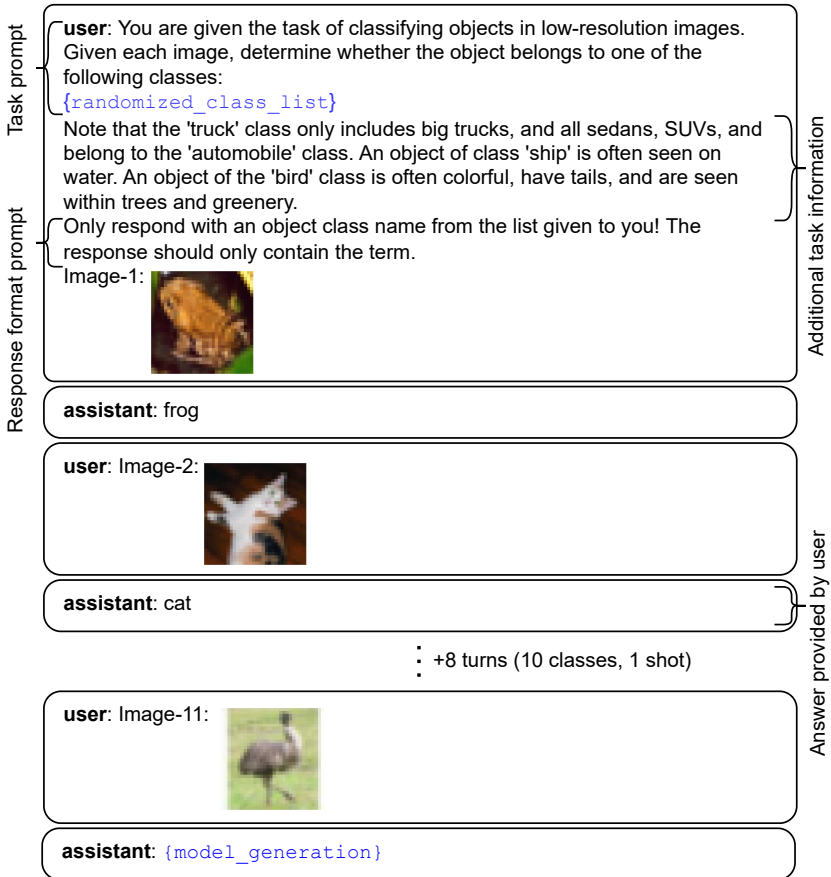 Task prompt
user: You are given the task of classifying objects in low-resolution images.
Given each image, determine whether the object belongs to one of the
following classes:
{randomized_class_list}
Note that the 'truck' class only includes big trucks, and all sedans, SUVs, and
belong to the 'automobile' class. An object of class 'ship' is often seen on
water. An object of the 'bird' class is often colorful, have tails, and are seen
within trees and greenery.
Additional task information
Response format prompt
Only respond with an object class name from the list given to you! The
response should only contain the term.
Image-1:
assistant: frog
user: Image-2:
assistant: cat
Answer provided by user
+8 turns (10 classes, 1 shot)
user: Image-11:
assistant: {model_generation}